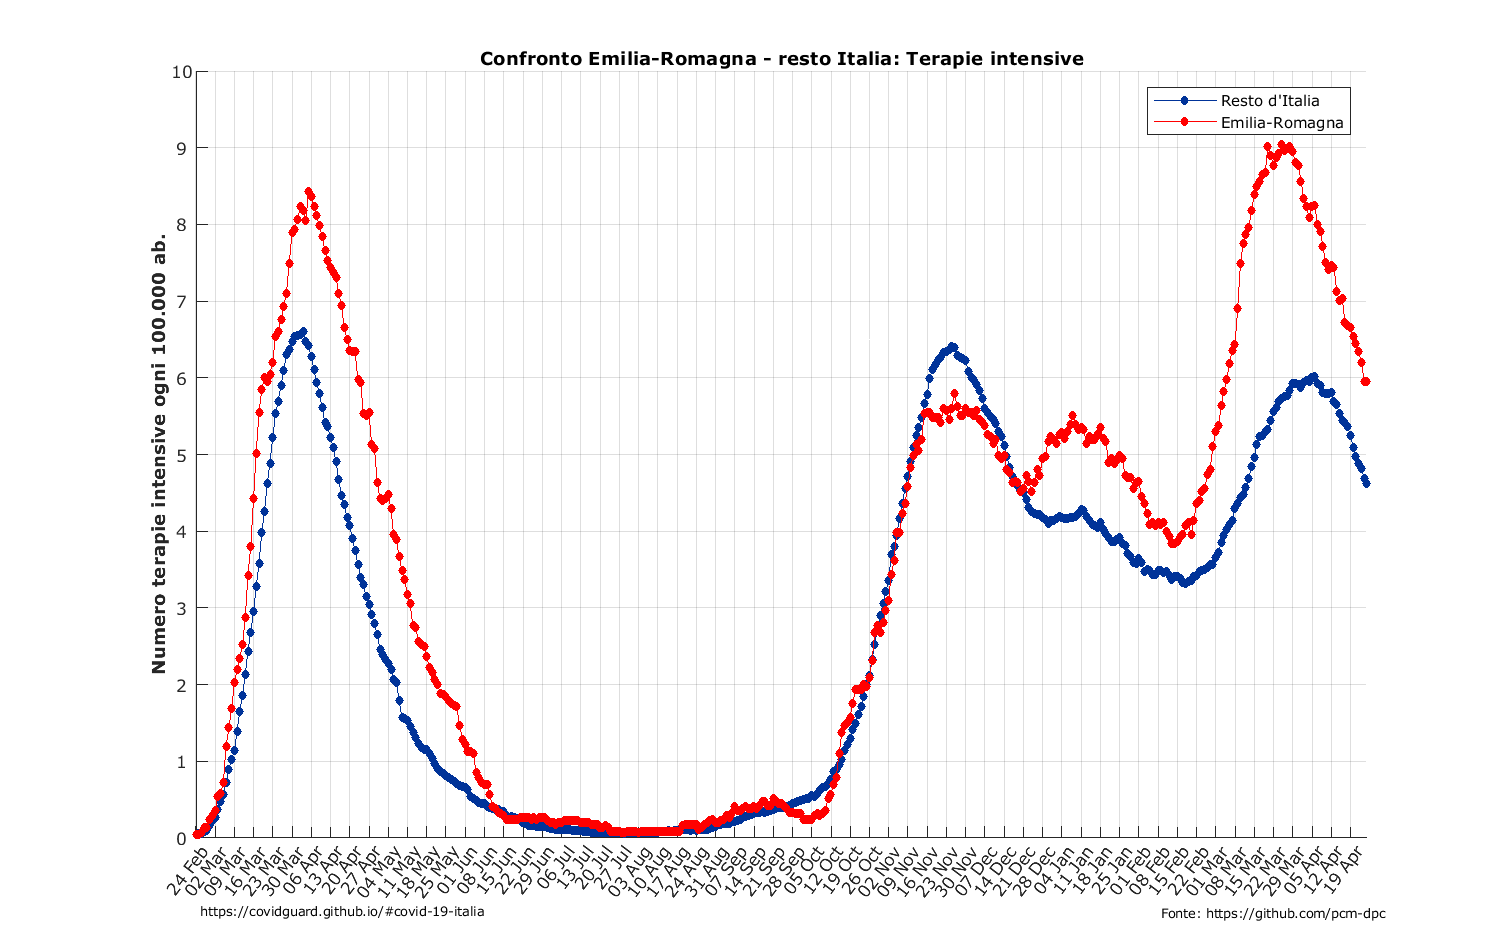 Confronto Emilia-Romagna - resto Italia: Terapie intensive
Resto d'Italia
Emilia-Romagna
Numero terapie intensive ogni 100.000 ab.
10
9
8
7
6
5
4
3
2
1
0
24 Feb
02 Mar
09 Mar
16 Mar
23 Mar
30 Mar
06 Apr
13 Apr
20 Apr
27 Apr
04 May
11 May
18 May
25 May
01 Jun
08 Jun
15 Jun
22 Jun
29 Jun
06 Jul
13 Jul
20 Jul
27 Jul
03 Aug
10 Aug
17 Aug
24 Aug
31 Aug
07 Sep
14 Sep
21 Sep
28 Sep
05 Oct
12 Oct
19 Oct
26 Oct
02 Nov
09 Nov
16 Nov
23 Nov
30 Nov
07 Dec
14 Dec
21 Dec
28 Dec
04 Jan
11 Jan
18 Jan
25 Jan
01 Feb
08 Feb
15 Feb
22 Feb
01 Mar
08 Mar
15 Mar
22 Mar
29 Mar
05 Apr
12 Apr
19 Apr
https://covidguard.github.io/#covid-19-italia
Fonte: https://github.com/pcm-dpc